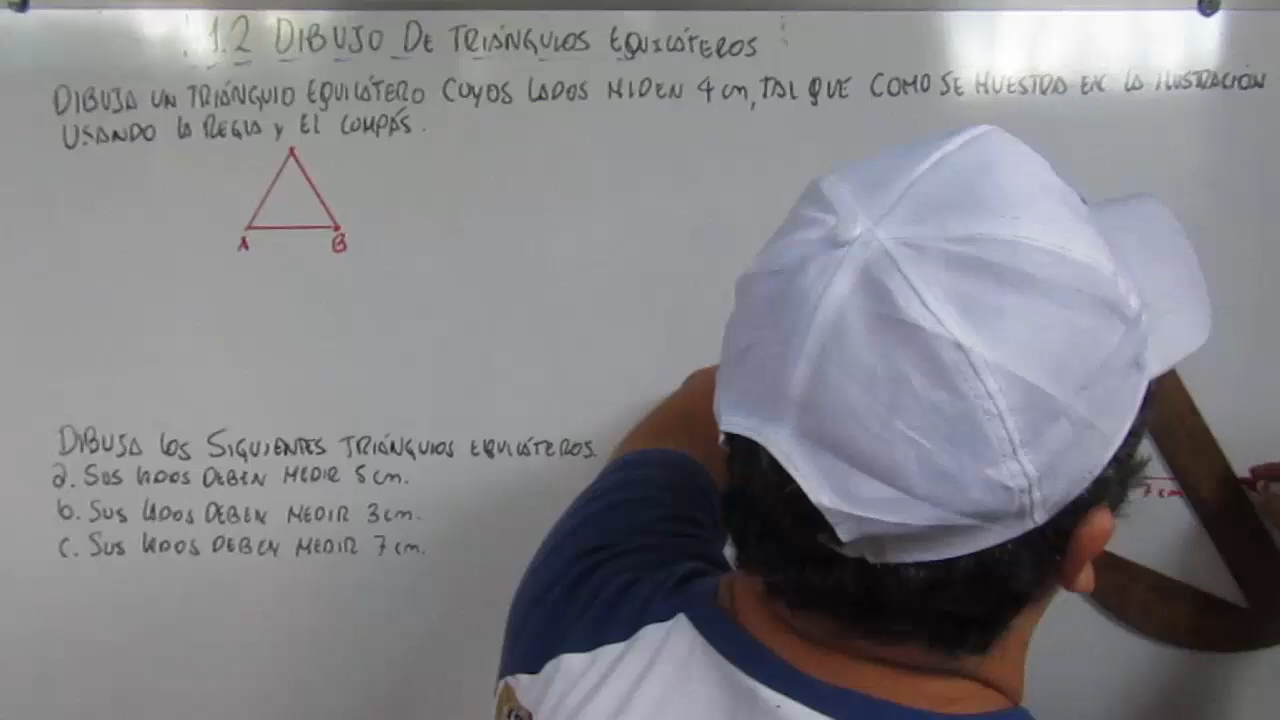 1.2 DIBUJO DE TRIÁNGULOS EQUILÁTEROS
DIBUJA UN TRIÁNGULO EQUILÁTERO CUYOS LADOS MIDEN 4 cm, TAL QUE COMO SE MUESTRA EN LA ILUSTRACIÓN
USANDO LA REGLA y EL COMPÁS.
A B
DIBUJA LOS SIGUIENTES TRIÁNGULOS EQUILÁTEROS.
a. SUS LADOS DEBEN MEDIR 5 cm.
b. SUS LADOS DEBEN MEDIR 3 cm.
c. SUS LADOS DEBEN MEDIR 7 cm.
7 cm